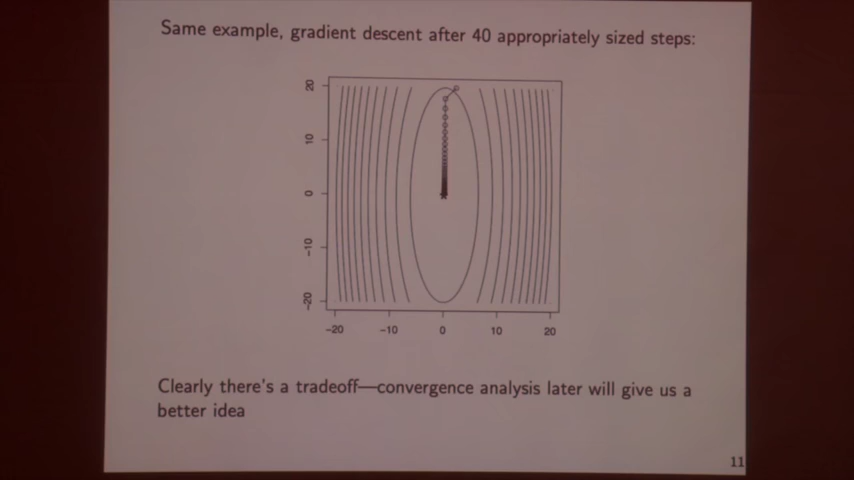 Same example, gradient descent after 40 appropriately sized steps:
20
10
0
−10
−20
−20 −10 0 10 20
Clearly there's a tradeoff—convergence analysis later will give us a
better idea
11